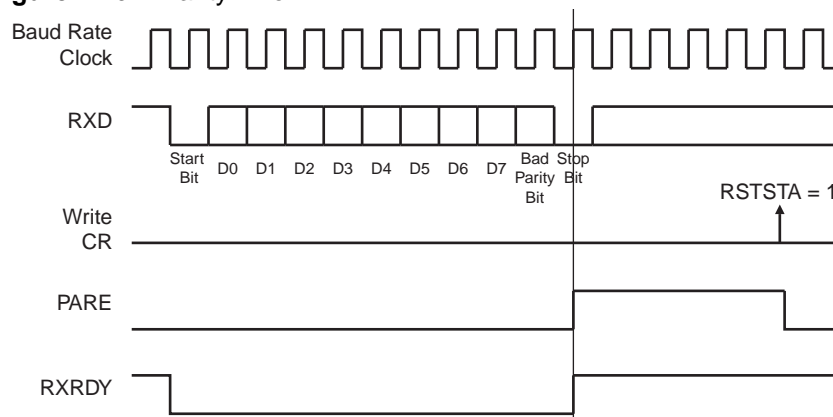 Baud Rate
Clock
RXD
Start
Bit
D0 D1 D2 D3 D4 D5 D6 D7
Bad
Parity
Bit
Stop
Bit
RSTSTA = 1
Write
CR
PARE
RXRDY